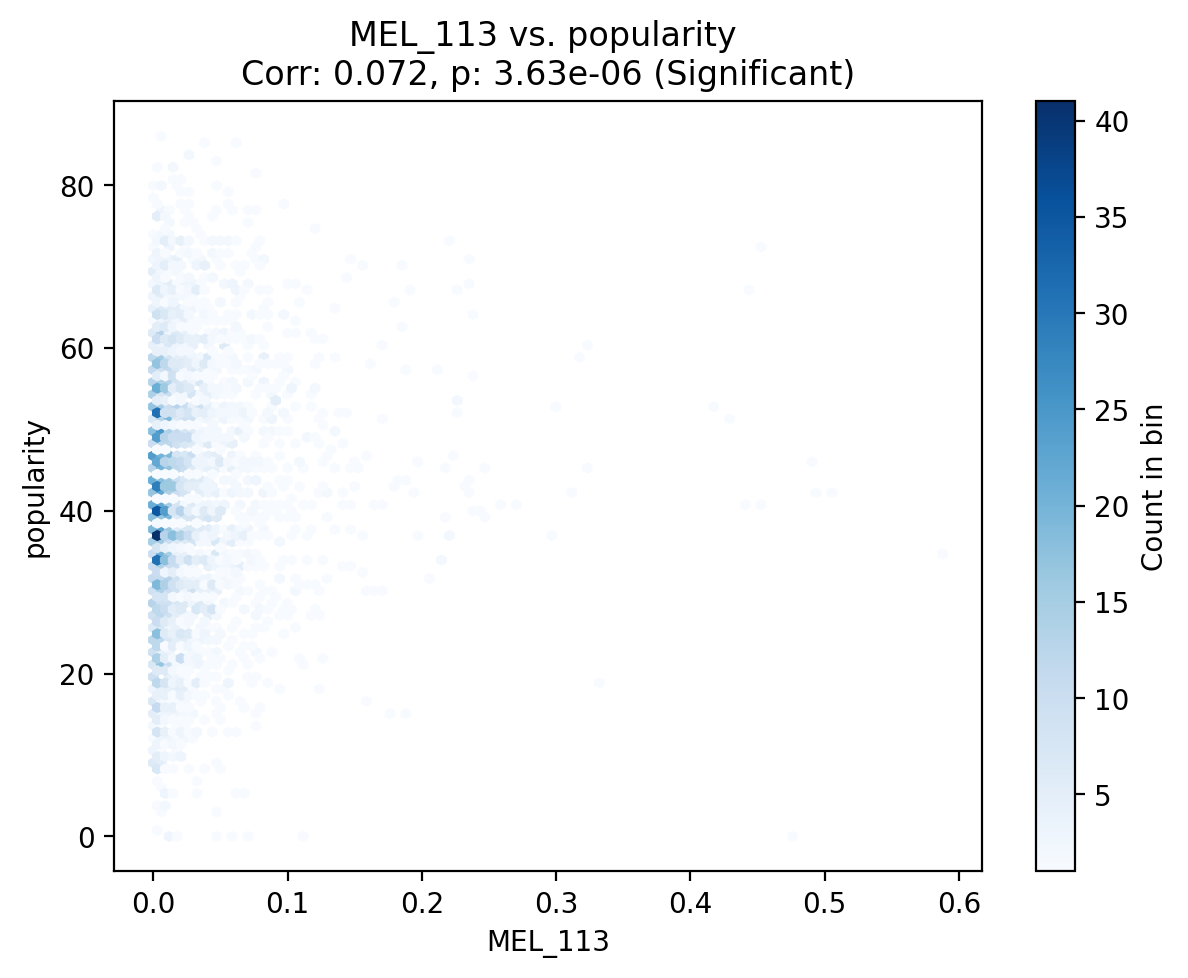 MEL_113 vs. popularity
Corr: 0.072, p: 3.63e-06 (Significant)
80
60
40
20
0
popularity
0.0 0.1 0.2 0.3 0.4 0.5 0.6
MEL_113
40
35
30
25
20
15
10
5
Count in bin